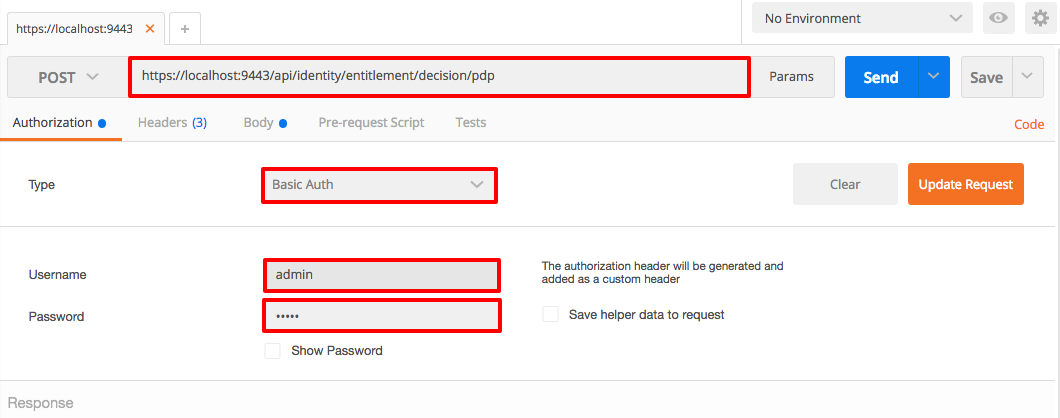 https://localhost:9443 × +
No Environment
POST https://localhost:9443/api/identity/entitlement/decision/pdp Params Send Save
Authorization Headers (3) Body Pre-request Script Tests Code
Type Basic Auth Clear Update Request
Username admin The authorization header will be generated and
added as a custom header
Password ••••• Save helper data to request
Show Password
Response